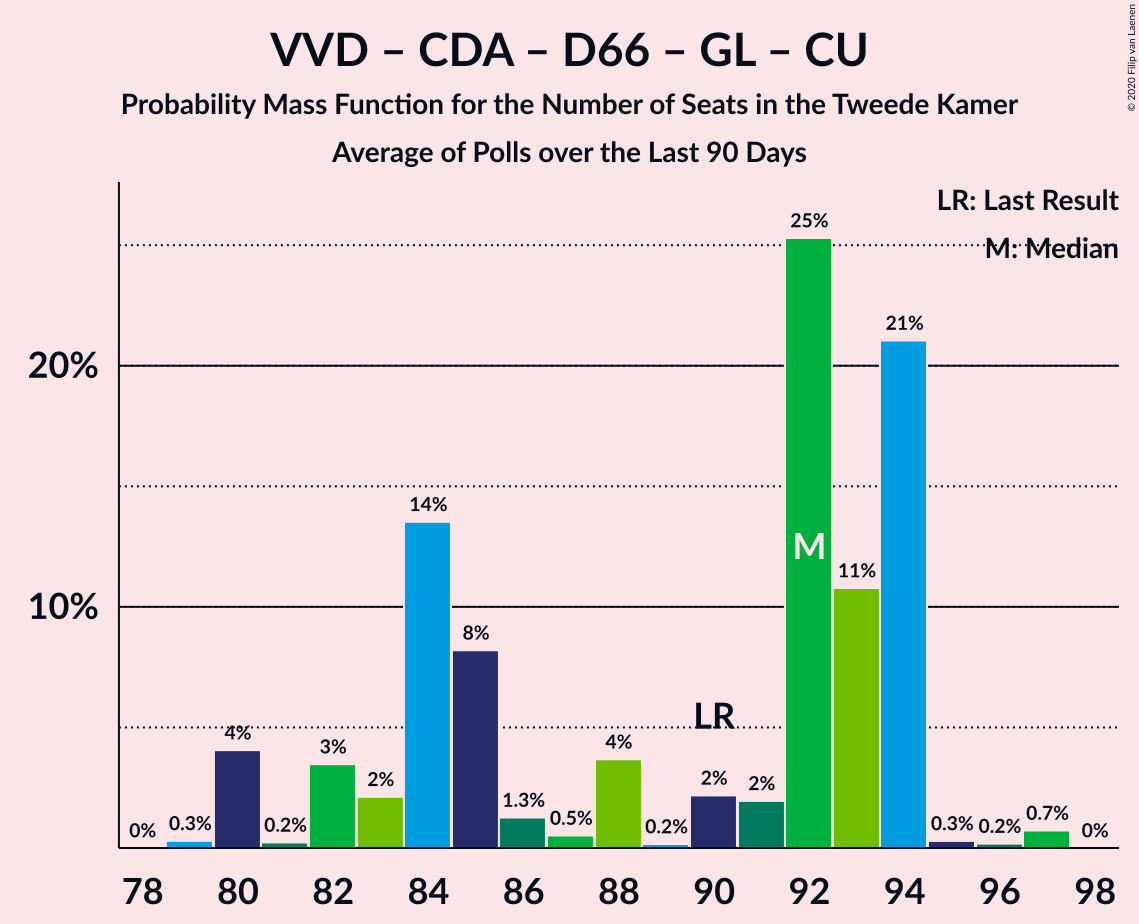 VVD – CDA – D66 – GL – CU
Probability Mass Function for the Number of Seats in the Tweede Kamer
Average of Polls over the Last 90 Days
© 2020 Filip van Laenen
LR: Last Result
M: Median
25%
21%
20%
14%
M
11%
10%
8%
LR
4%
3%
2%
4%
2%
2%
0%
0.3%
0.2%
1.3%
0.5%
0.2%
0.3%
0.2%
0.7%
0%
78 80 82 84 86 88 90 92 94 96 98